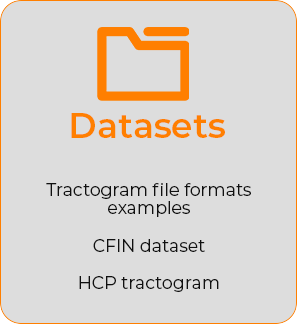 Datasets
Tractogram file formats
examples
CFIN dataset
HCP tractogram